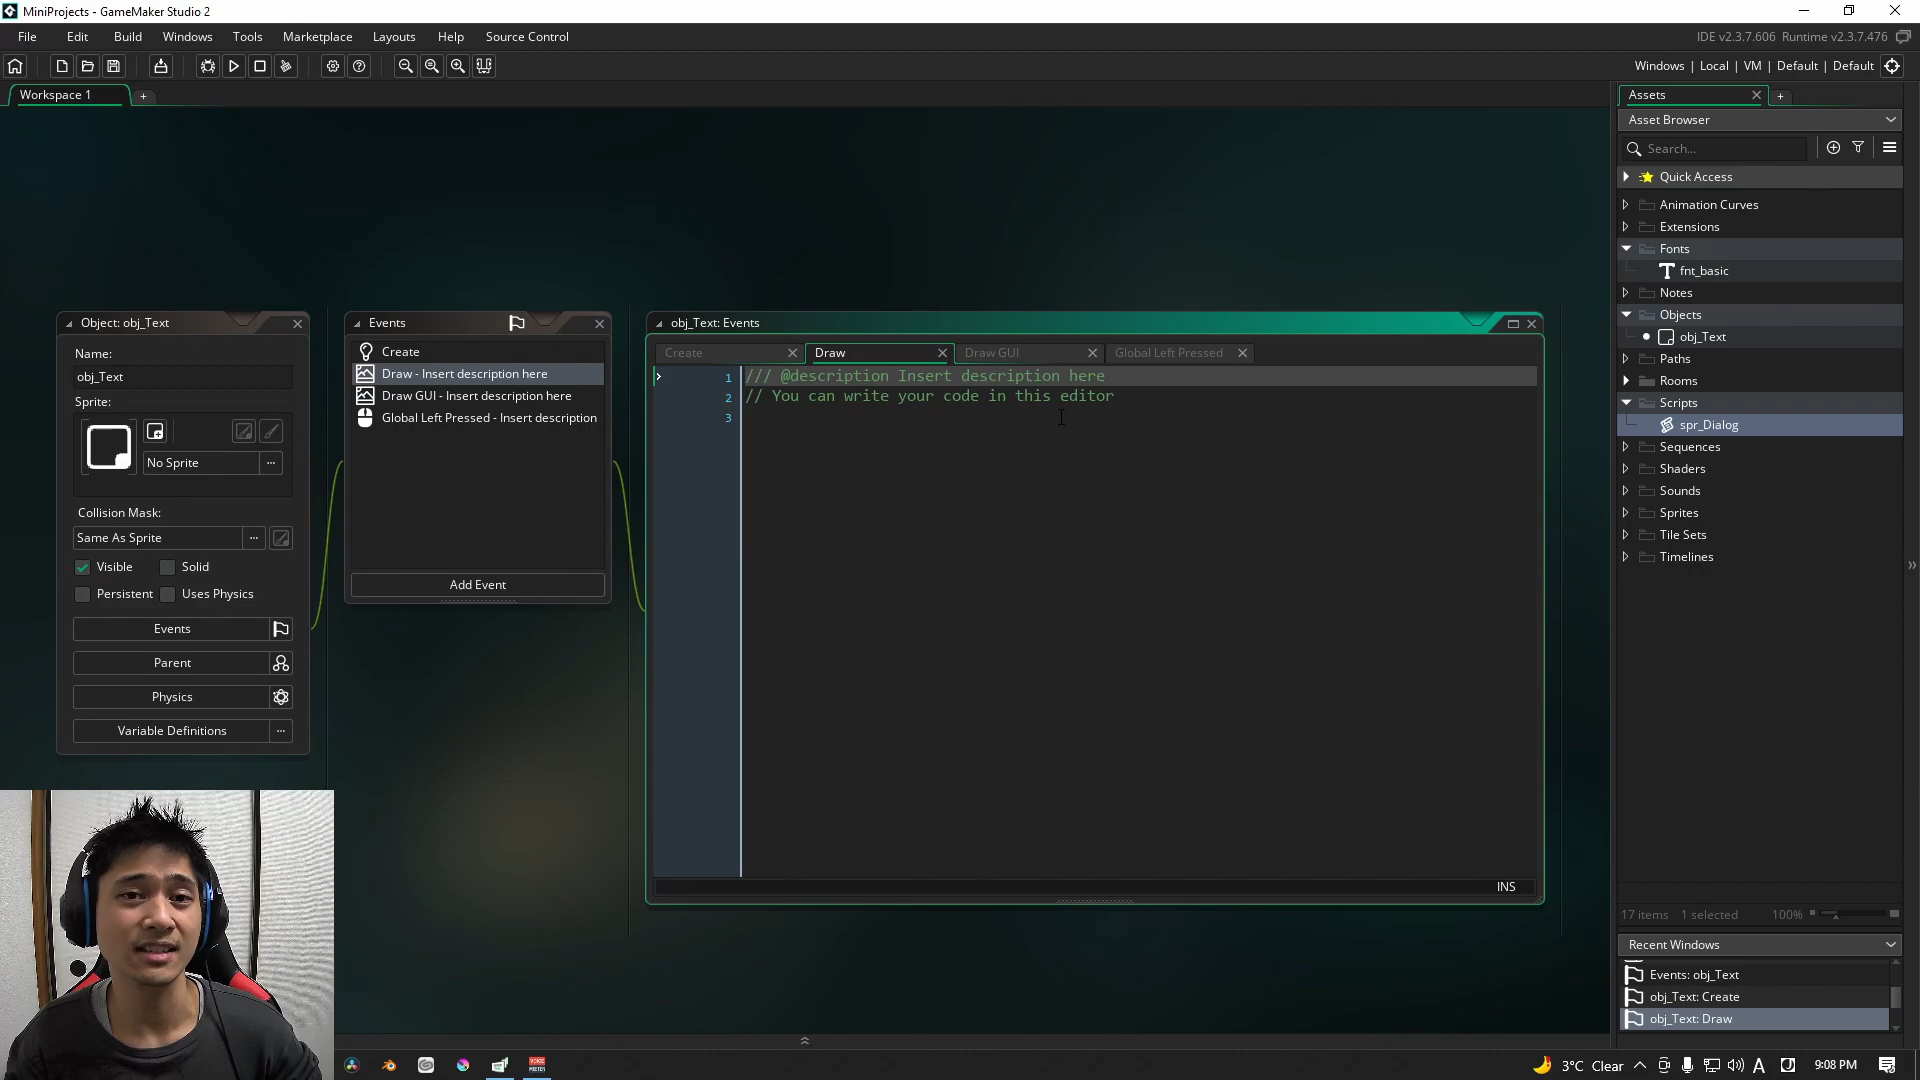 MiniProjects - GameMaker Studio 2
File Edit Build Windows Tools Marketplace Layouts Help Source Control
IDE v2.3.7.606 Runtime v2.3.7.476
Windows | Local | VM | Default | Default
Workspace 1
+
Object: obj_Text
Name:
obj_Text
Sprite:
No Sprite
...
Collision Mask:
Same As Sprite
...
Visible Solid
Persistent Uses Physics
Events
Parent
Physics
Variable Definitions
...
Events
Create
Draw - Insert description here
Draw GUI - Insert description here
Global Left Pressed - Insert description
Add Event
obj_Text: Events
Create Draw Draw GUI Global Left Pressed
1 /// @description Insert description here
2 // You can write your code in this editor
3
INS
Assets
+
Asset Browser
Search...
Quick Access
Animation Curves
Extensions
Fonts
fnt_basic
Notes
Objects
obj_Text
Paths
Rooms
Scripts
spr_Dialog
Sequences
Shaders
Sounds
Sprites
Tile Sets
Timelines
17 items 1 selected 100%
Recent Windows
Events: obj_Text
obj_Text: Create
obj_Text: Draw
3°C Clear
A
9:08 PM